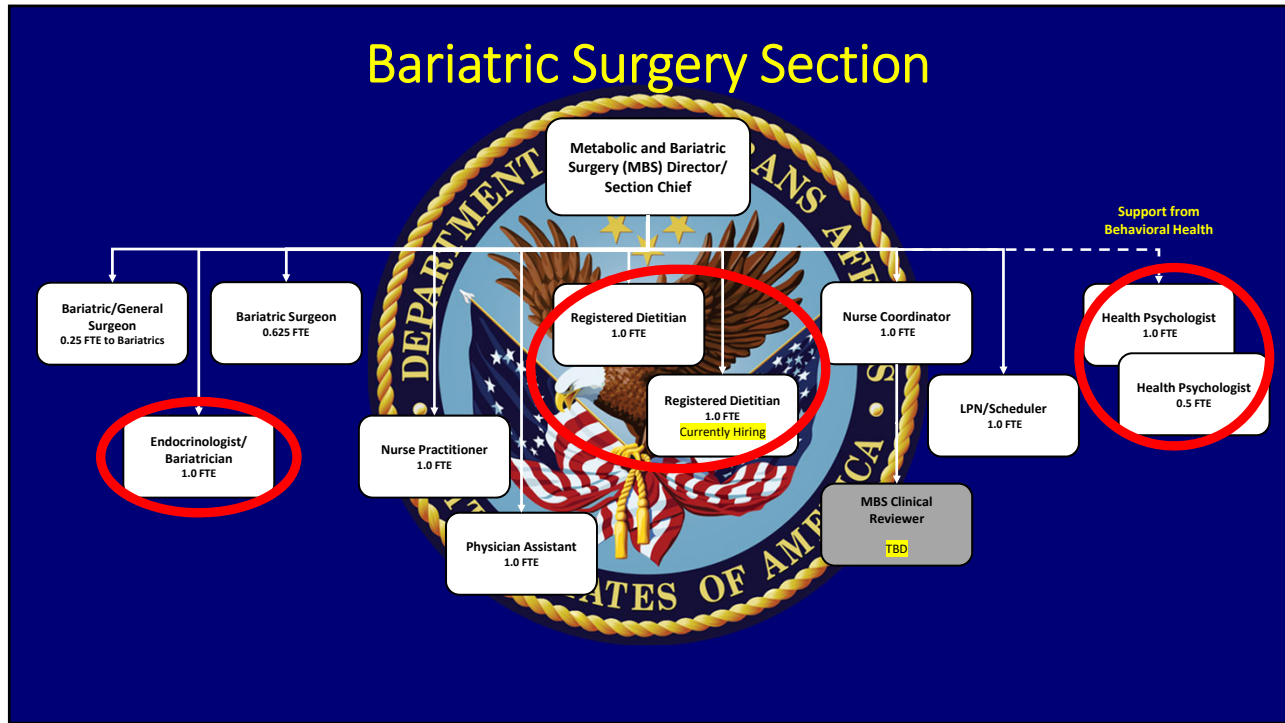 Bariatric Surgery Section
Metabolic and Bariatric
Surgery (MBS) Director/
Section Chief
Support from
Behavioral Health
Bariatric/General
Surgeon
0.25 FTE to Bariatrics
Bariatric Surgeon
0.625 FTE
Registered Dietitian
1.0 FTE
Nurse Coordinator
1.0 FTE
Health Psychologist
1.0 FTE
Endocrinologist/
Bariatrician
1.0 FTE
Nurse Practitioner
1.0 FTE
Registered Dietitian
1.0 FTE
Currently Hiring
LPN/Scheduler
1.0 FTE
Health Psychologist
0.5 FTE
Physician Assistant
1.0 FTE
MBS Clinical
Reviewer
TBD
DEPARTMENT
OF AMERICA